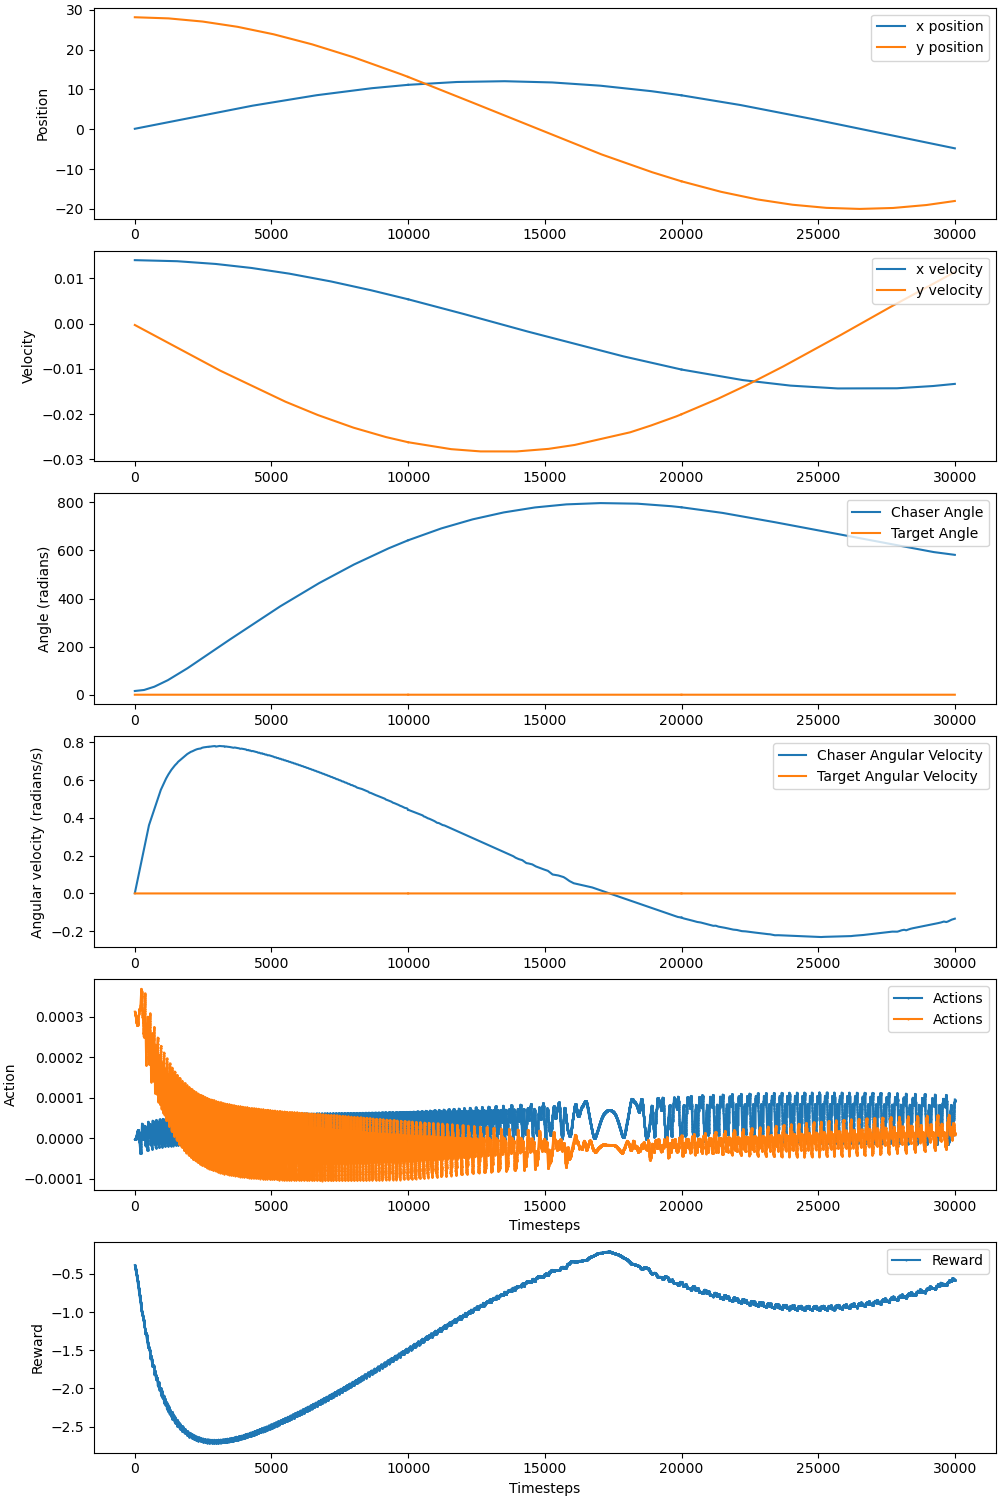 30
20
10
0
−10
−20
Position
x position
y position
0 5000 10000 15000 20000 25000 30000
0.01
0.00
−0.01
−0.02
−0.03
Velocity
x velocity
y velocity
0 5000 10000 15000 20000 25000 30000
800
600
400
200
0
Angle (radians)
Chaser Angle
Target Angle
0 5000 10000 15000 20000 25000 30000
0.8
0.6
0.4
0.2
0.0
−0.2
Angular velocity (radians/s)
Chaser Angular Velocity
Target Angular Velocity
0 5000 10000 15000 20000 25000 30000
0.0003
0.0002
0.0001
0.0000
−0.0001
Action
Actions
Actions
0 5000 10000 15000 20000 25000 30000
Timesteps
−0.5
−1.0
−1.5
−2.0
−2.5
Reward
Reward
0 5000 10000 15000 20000 25000 30000
Timesteps